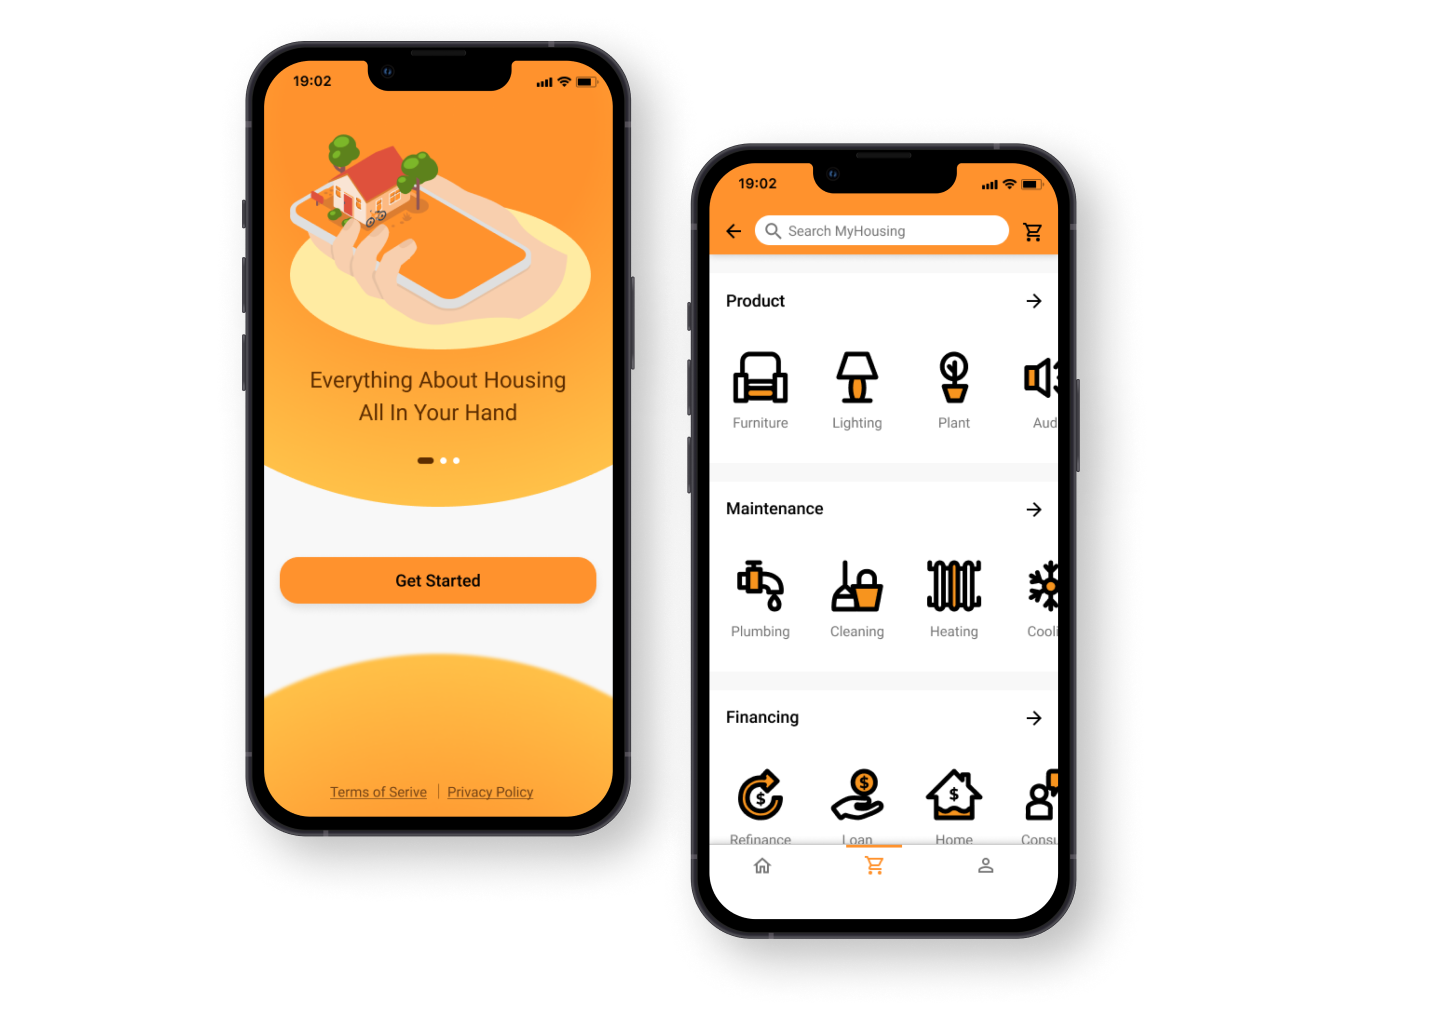 19:02
Everything About Housing
All In Your Hand
Get Started
Terms of Serive | Privacy Policy
19:02
Search MyHousing
Product
Furniture Lighting Plant Aud
Maintenance
Plumbing Cleaning Heating Cooli
Financing
$ $ $
Refinance Loan Home Consu